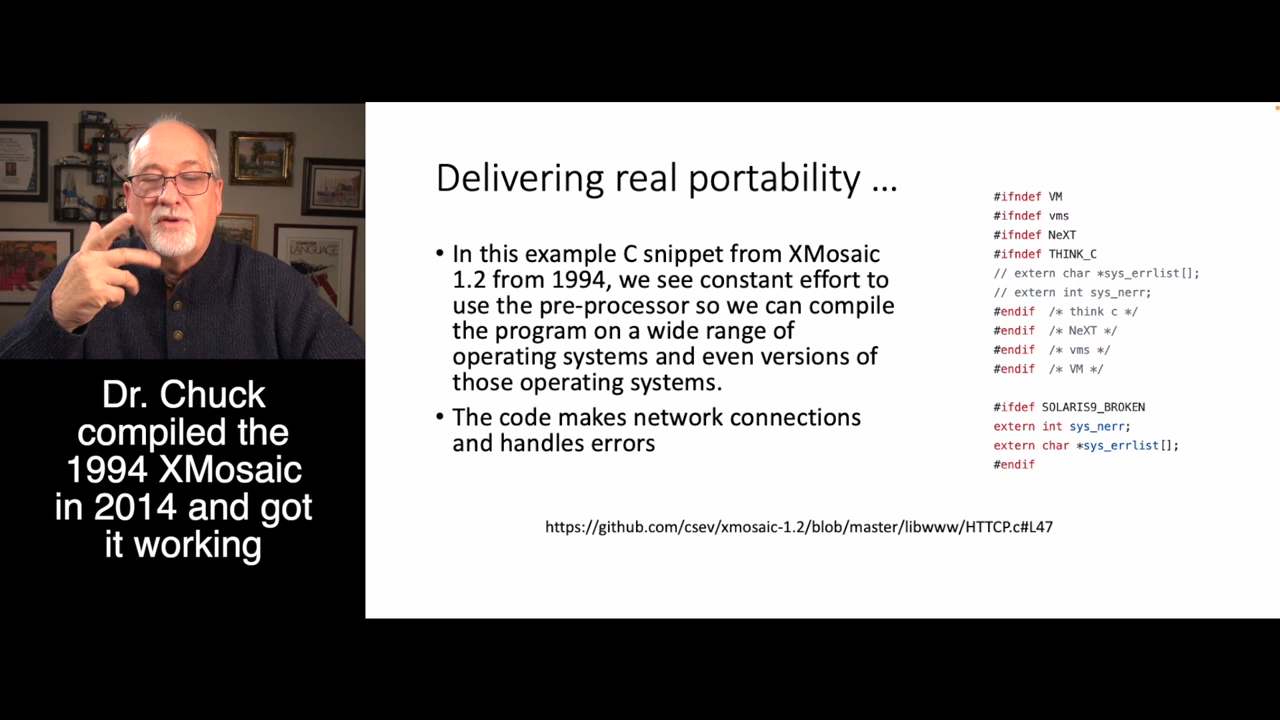 LANGUAGE
Dr. Chuck
compiled the
1994 XMosaic
in 2014 and got
it working
Delivering real portability ...
• In this example C snippet from XMosaic
1.2 from 1994, we see constant effort to
use the pre-processor so we can compile
the program on a wide range of
operating systems and even versions of
those operating systems.
• The code makes network connections
and handles errors
#ifndef VM
#ifndef vms
#ifndef NeXT
#ifndef THINK_C
// extern char *sys_errlist[];
// extern int sys_nerr;
#endif /* think c */
#endif /* NeXT */
#endif /* vms */
#endif /* VM */
#ifdef SOLARIS9_BROKEN
extern int sys_nerr;
extern char *sys_errlist[];
#endif
https://github.com/csev/xmosaic-1.2/blob/master/libwww/HTTCP.c#L47